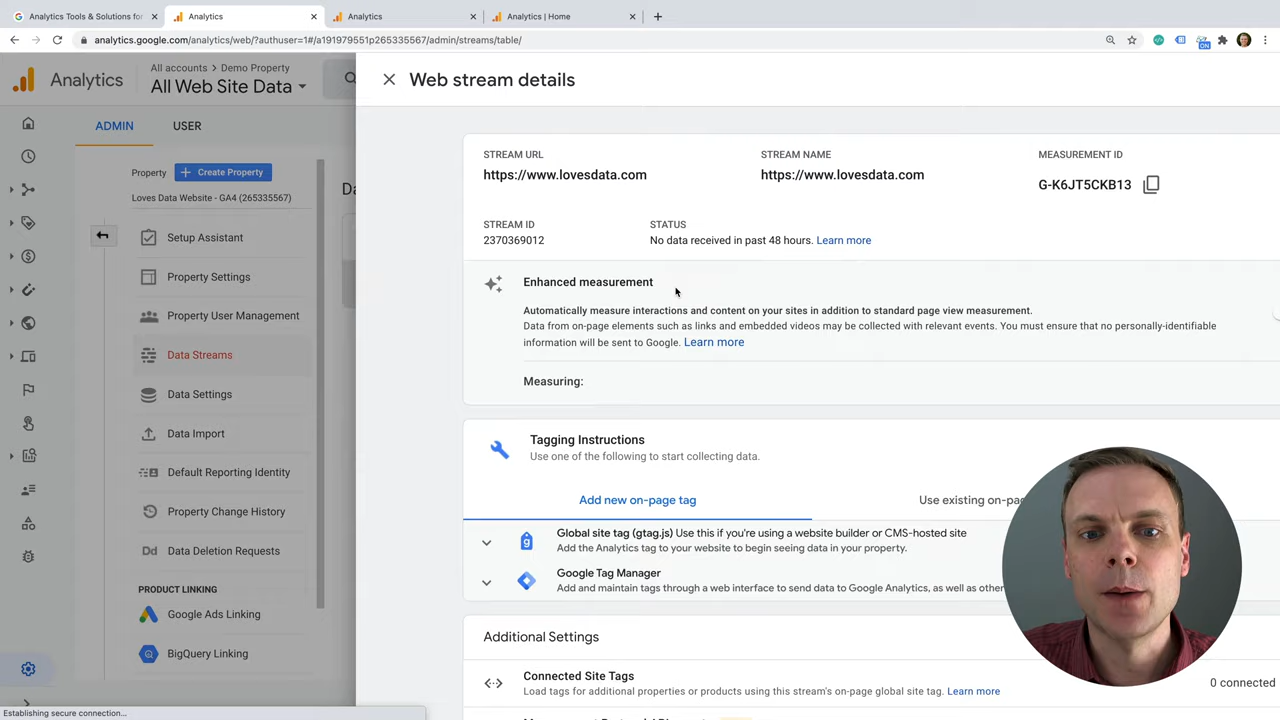 Analytics Tools & Solutions for
Analytics
Analytics
Analytics | Home
analytics.google.com/analytics/web/?authuser=1#/a191979551p265335567/admin/streams/table/
ON
Analytics
All accounts > Demo Property
All Web Site Data
Web stream details
ADMIN
USER
Property
Create Property
Loves Data Website - GA4 (265335567)
Setup Assistant
Property Settings
Property User Management
Data Streams
Data Settings
Data Import
Default Reporting Identity
Property Change History
Dd Data Deletion Requests
PRODUCT LINKING
Google Ads Linking
BigQuery Linking
Da
STREAM URL
https://www.lovesdata.com
STREAM NAME
https://www.lovesdata.com
MEASUREMENT ID
G-K6JT5CKB13
STREAM ID
2370369012
STATUS
No data received in past 48 hours. Learn more
Enhanced measurement
Automatically measure interactions and content on your sites in addition to standard page view measurement.
Data from on-page elements such as links and embedded videos may be collected with relevant events. You must ensure that no personally-identifiable
information will be sent to Google. Learn more
Measuring:
Tagging Instructions
Use one of the following to start collecting data.
Add new on-page tag
Use existing on-pag
Global site tag (gtag.js) Use this if you're using a website builder or CMS-hosted site
Add the Analytics tag to your website to begin seeing data in your property.
Google Tag Manager
Add and maintain tags through a web interface to send data to Google Analytics, as well as other
Additional Settings
Connected Site Tags
Load tags for additional properties or products using this stream's on-page global site tag. Learn more
0 connected
Establishing secure connection...